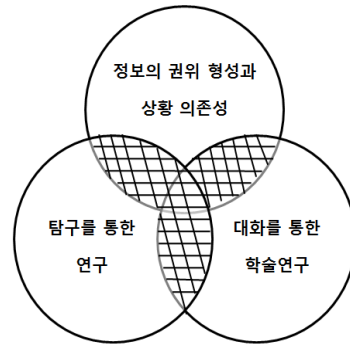 정보의 권위 형성과
상황 의존성
탐구를 통한
연구
대화를 통한
학술연구